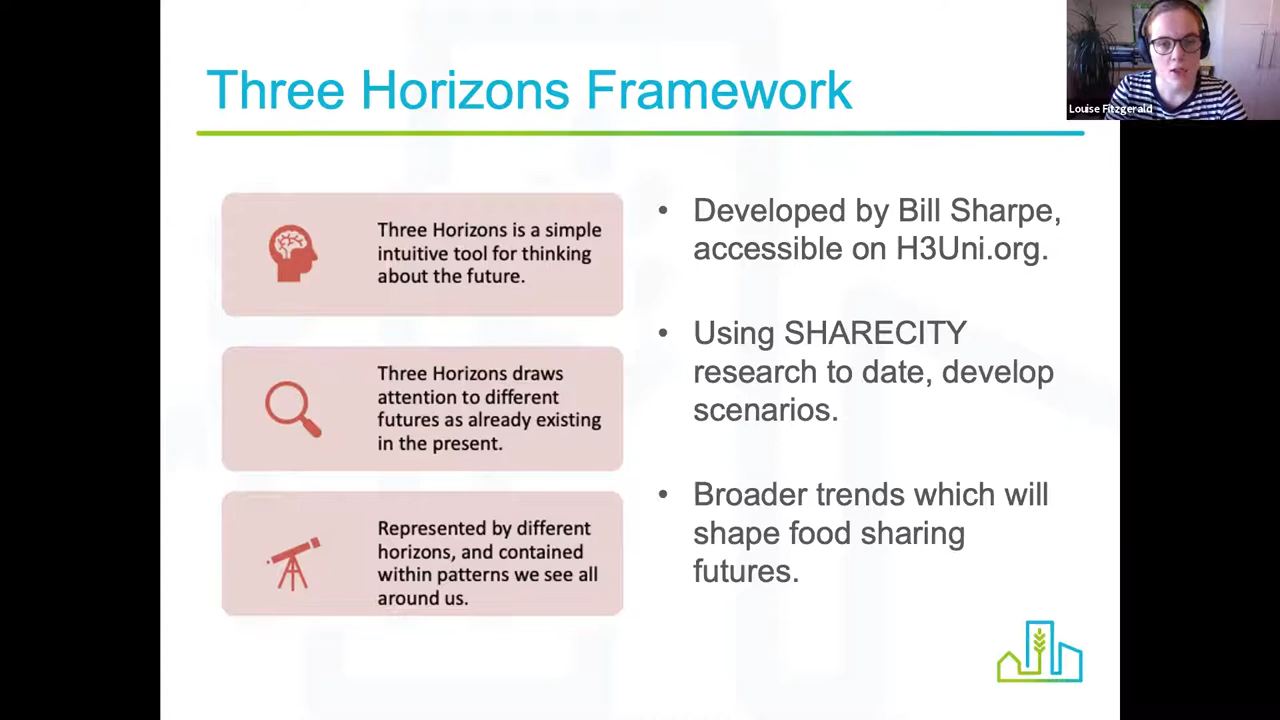 Three Horizons Framework
Louise Fitzgerald
Three Horizons is a simple
intuitive tool for thinking
about the future.
Three Horizons draws
attention to different
futures as already existing
in the present.
Represented by different
horizons, and contained
within patterns we see all
around us.
• Developed by Bill Sharpe,
accessible on H3Uni.org.
• Using SHARECITY
research to date, develop
scenarios.
• Broader trends which will
shape food sharing
futures.